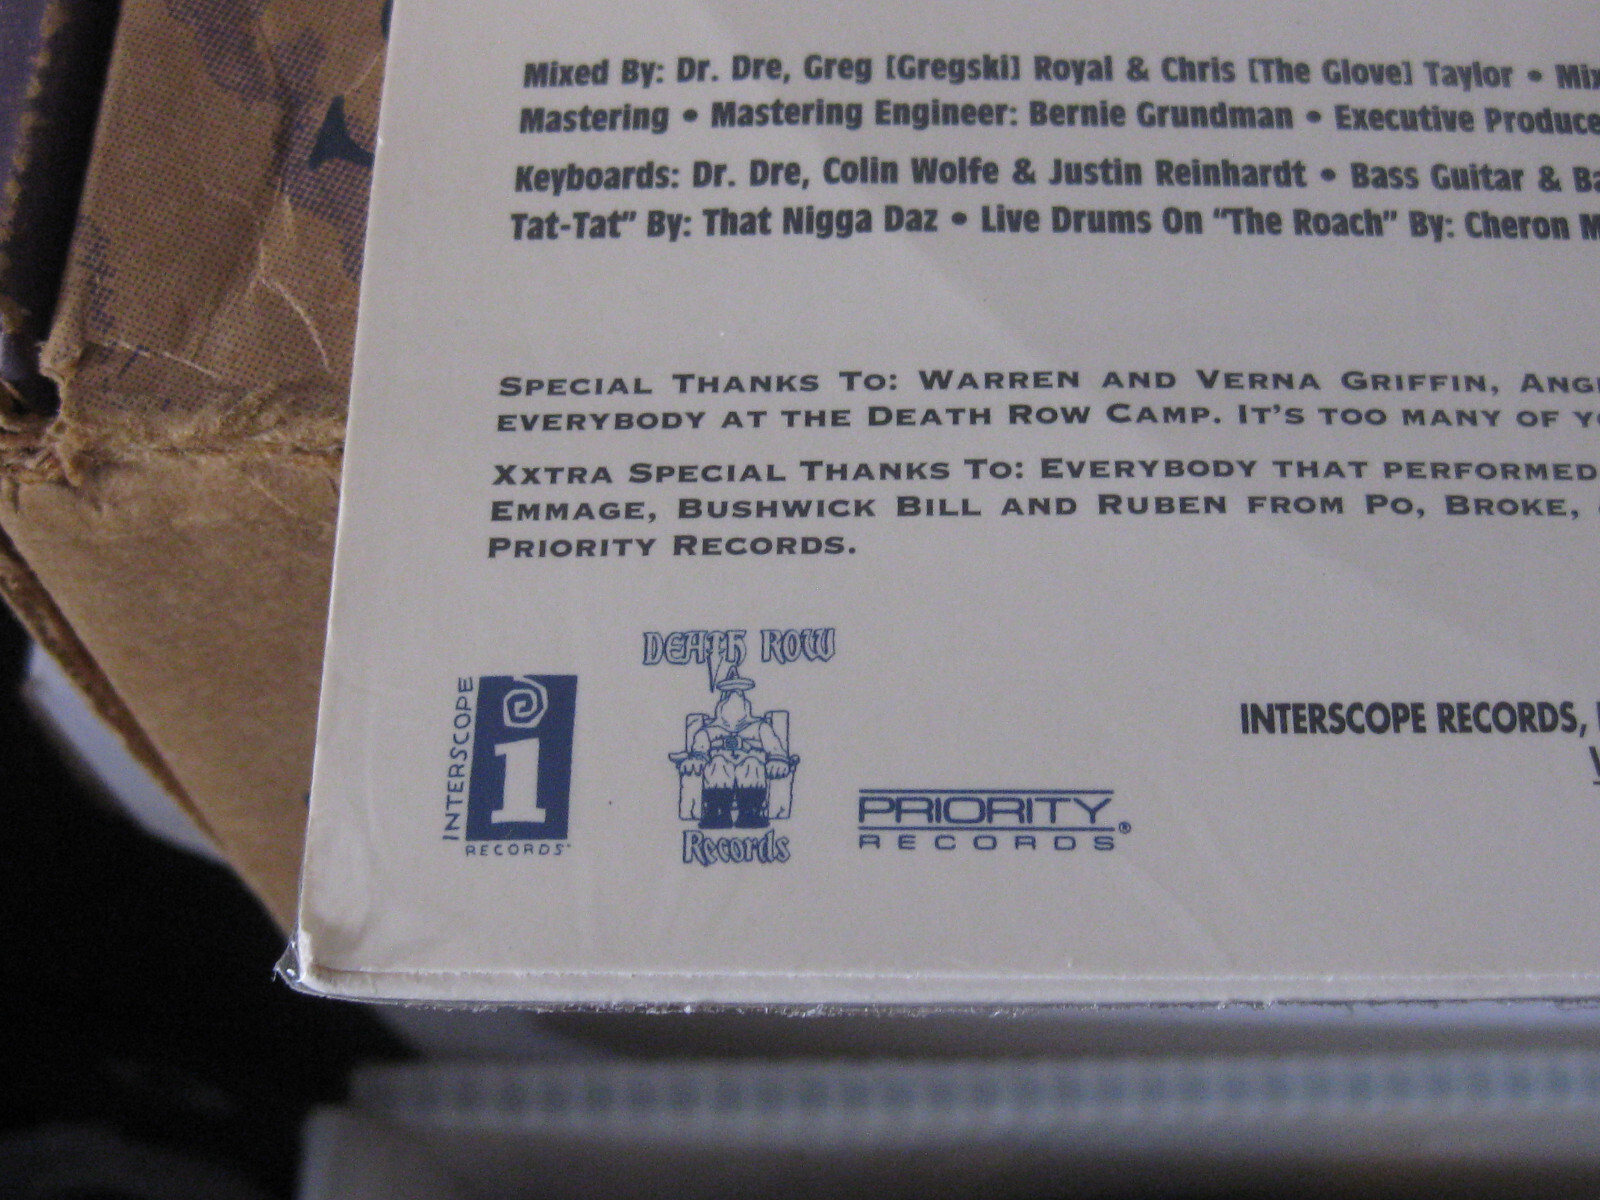 Mixed By: Dr. Dre, Greg [Gregski] Royal & Chris [The Glove] Taylor •
Mastering • Mastering Engineer: Bernie Grundman • Executive
Keyboards: Dr. Dre, Colin Wolfe & Justin Reinhardt • Bass Guitar &
Tat-Tat” By: That Nigga Daz • Live Drums On “The Roach” By: Cheron
SPECIAL THANKS TO: WARREN AND VERNA GRIFFIN,
EVERYBODY AT THE DEATH ROW CAMP. IT'S TOO MANY OF
XXTRA SPECIAL THANKS TO: EVERYBODY THAT PERFORMED
EMMAGE, BUSHWICK BILL AND RUBEN FROM PO, BROKE,
PRIORITY RECORDS.
INTERSCOPE
i
RECORDS
DEATH ROW
Records
PRIORITY
RECORDS®
INTERSCOPE RECORDS,